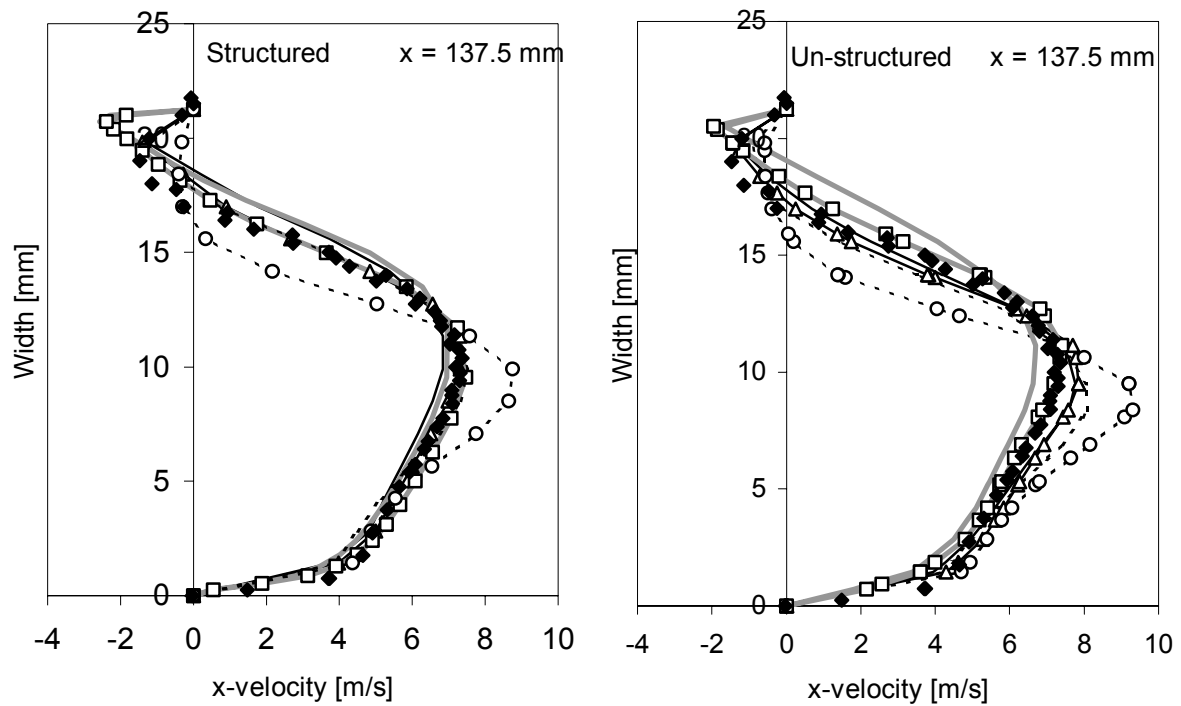 25
Structured x = 137.5 mm
20
15
10
5
0
Width [mm]
-4 -2 0 2 4 6 8 10
x-velocity [m/s]
25
Un-structured x = 137.5 mm
20
15
10
5
0
Width [mm]
-4 -2 0 2 4 6 8 10
x-velocity [m/s]